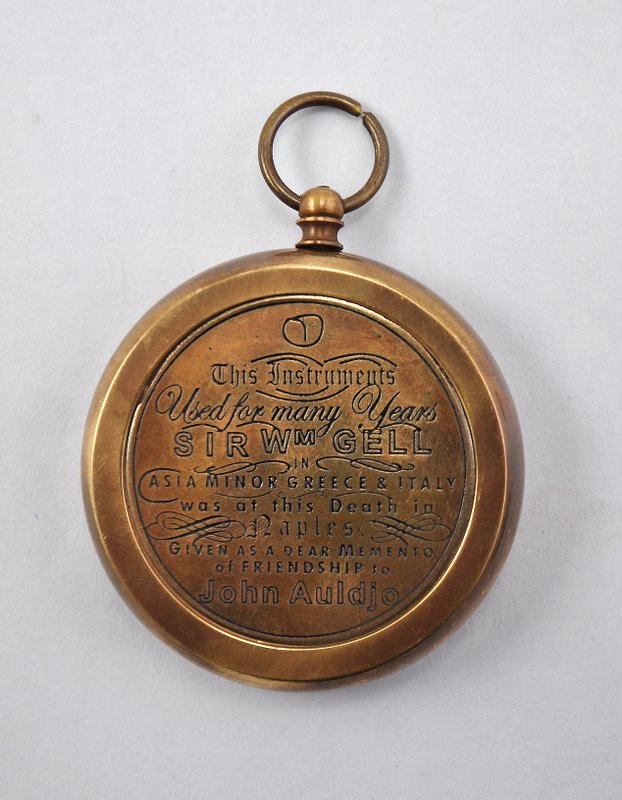 This Instruments
Used for many Years
SIR WM GELL
IN
ASIA MINOR GREECE & ITALY
was at this Death in
Naples
GIVEN AS A DEAR MEMENTO
of FRIENDSHIP to
John Auldjo